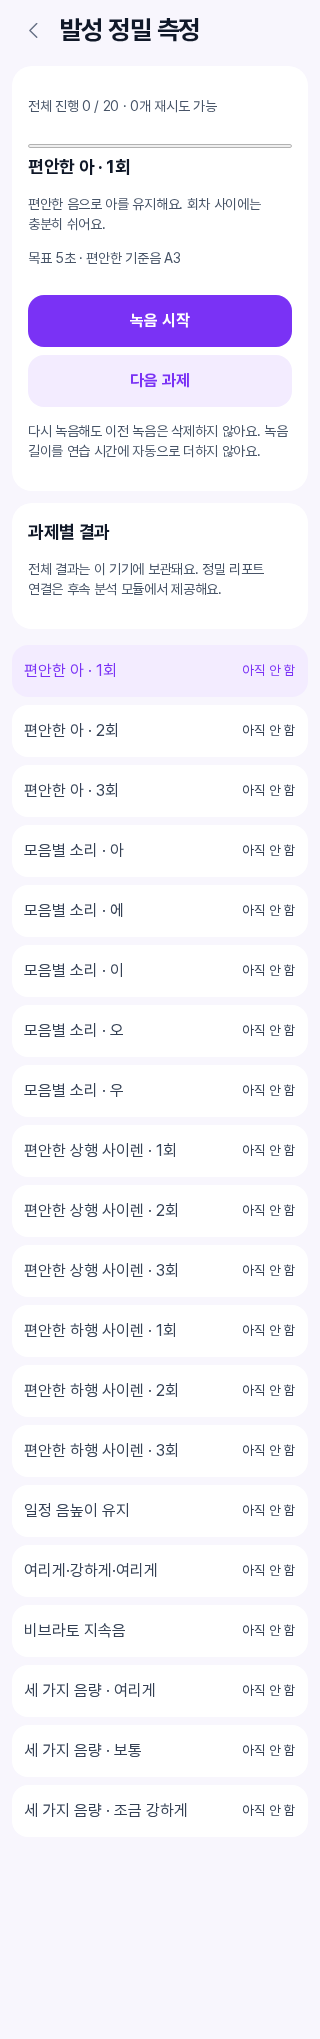 발성 정밀 측정
전체 진행 0 / 20 · 0개 재시도 가능
편안한 아 · 1회
편안한 음으로 아를 유지해요. 회차 사이에는
충분히 쉬어요.
목표 5초 · 편안한 기준음 A3
녹음 시작
다음 과제
다시 녹음해도 이전 녹음은 삭제하지 않아요. 녹음
길이를 연습 시간에 자동으로 더하지 않아요.
과제별 결과
전체 결과는 이 기기에 보관돼요. 정밀 리포트
연결은 후속 분석 모듈에서 제공해요.
편안한 아 · 1회 아직 안 함
편안한 아 · 2회 아직 안 함
편안한 아 · 3회 아직 안 함
모음별 소리 · 아 아직 안 함
모음별 소리 · 에 아직 안 함
모음별 소리 · 이 아직 안 함
모음별 소리 · 오 아직 안 함
모음별 소리 · 우 아직 안 함
편안한 상행 사이렌 · 1회 아직 안 함
편안한 상행 사이렌 · 2회 아직 안 함
편안한 상행 사이렌 · 3회 아직 안 함
편안한 하행 사이렌 · 1회 아직 안 함
편안한 하행 사이렌 · 2회 아직 안 함
편안한 하행 사이렌 · 3회 아직 안 함
일정 음높이 유지 아직 안 함
여리게·강하게·여리게 아직 안 함
비브라토 지속음 아직 안 함
세 가지 음량 · 여리게 아직 안 함
세 가지 음량 · 보통 아직 안 함
세 가지 음량 · 조금 강하게 아직 안 함